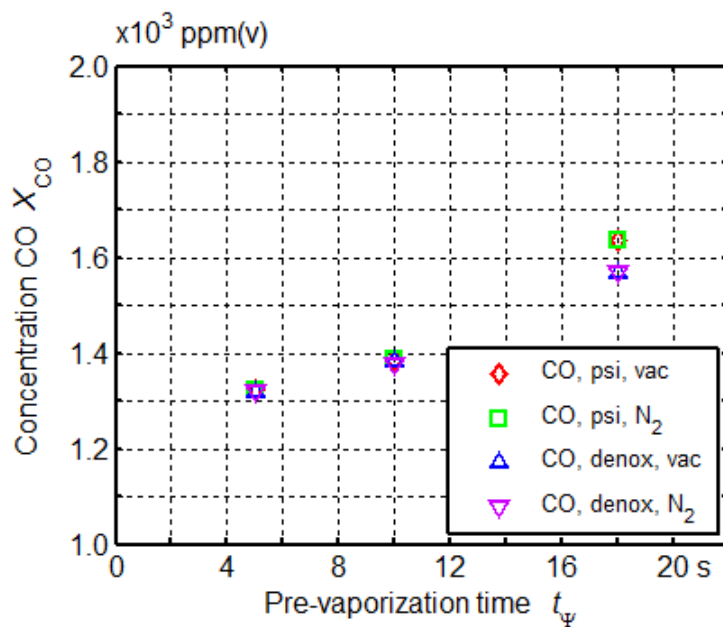 x10³ ppm(v)
2.0
1.8
1.6
1.4
1.2
1.0
Concentration CO X_CO
CO, psi, vac
CO, psi, N₂
CO, denox, vac
CO, denox, N₂
0 4 8 12 16 20 s
Pre-vaporization time t_Ψ